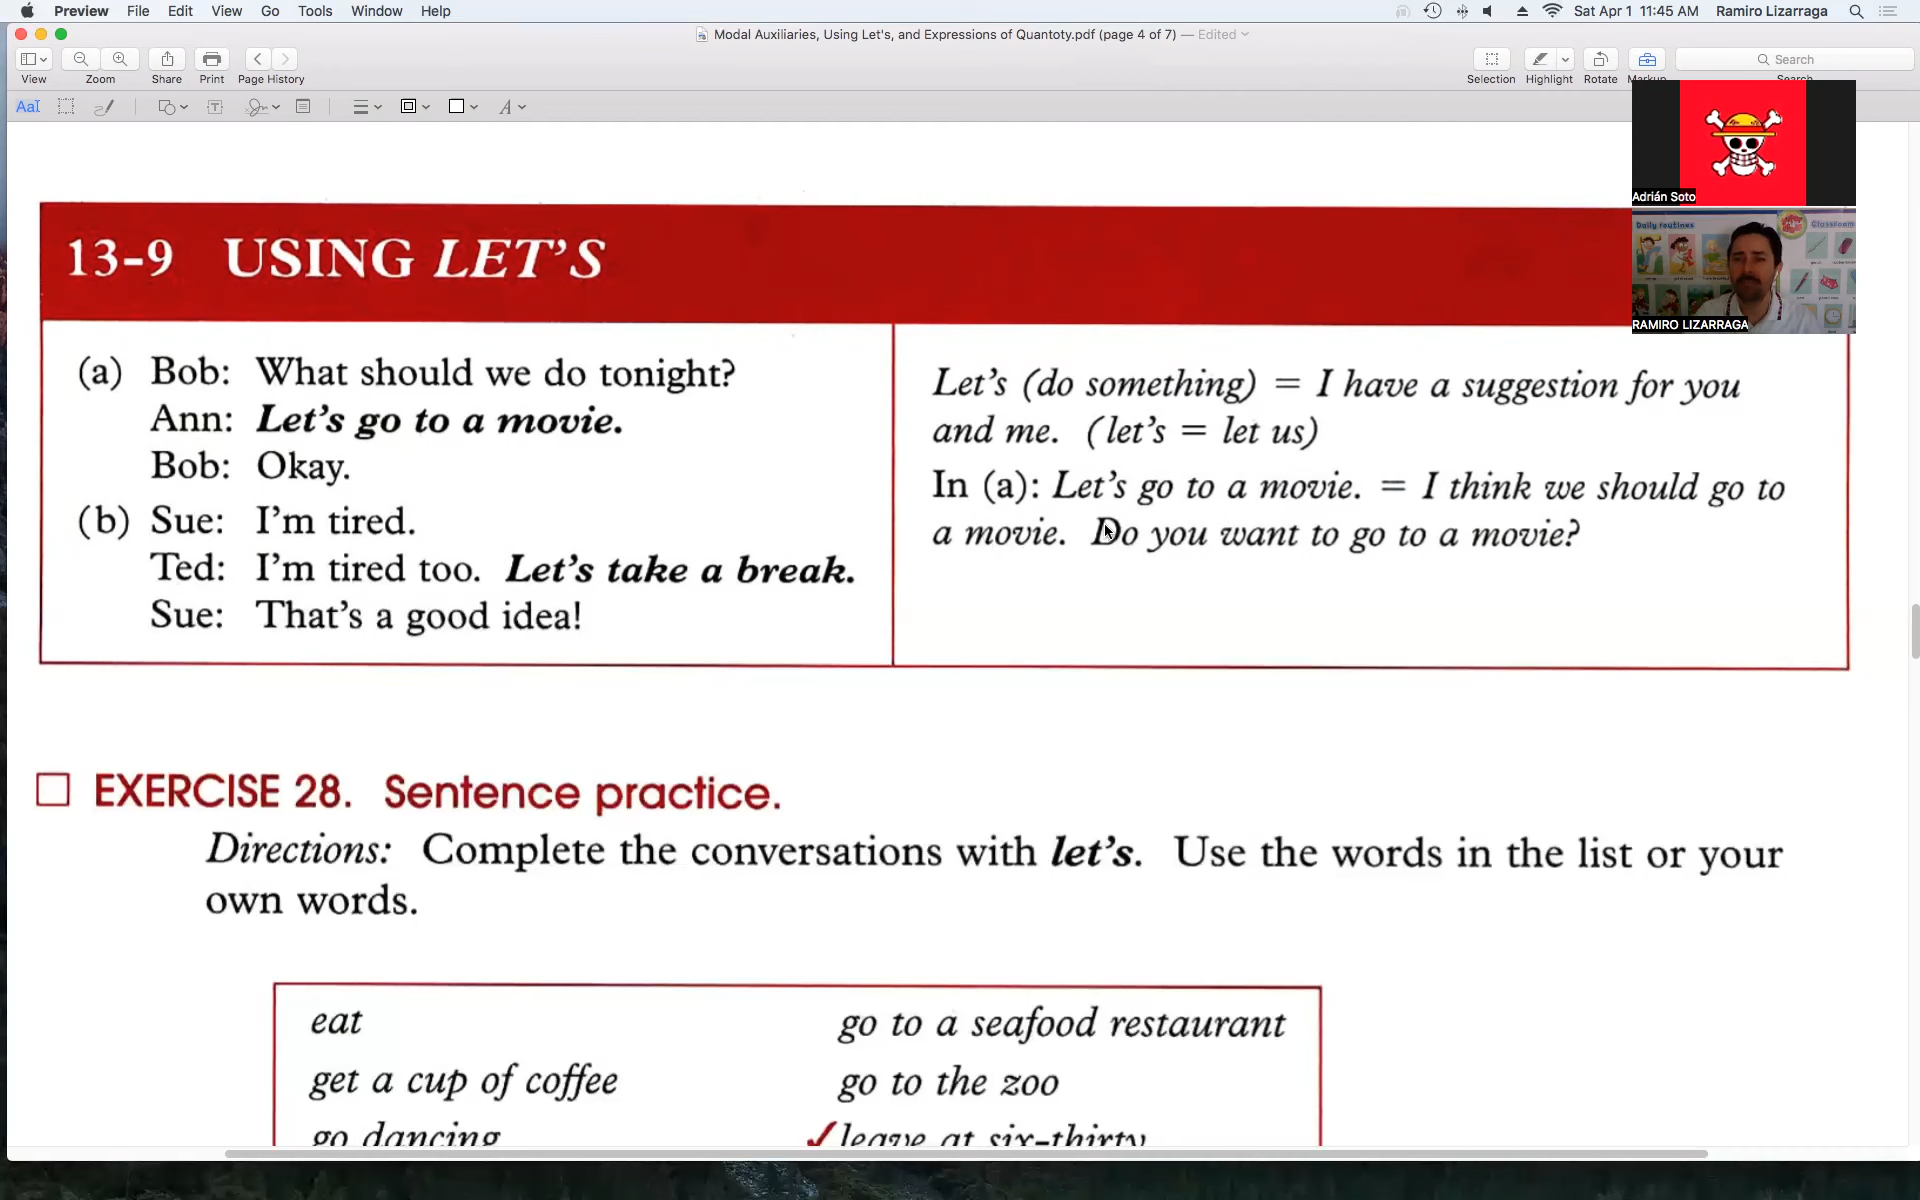 Preview File Edit View Go Tools Window Help Sat Apr 1 11:45 AM Ramiro Lizarraga
Modal Auxiliaries, Using Let's, and Expressions of Quantoty.pdf (page 4 of 7) — Edited
View Zoom Share Print Page History Selection Highlight Rotate Markup Search
Search
AaI A
Adrián Soto
Daily routines Classroom
RAMIRO LIZARRAGA
13-9 USING LET'S
(a) Bob: What should we do tonight?
Ann: Let's go to a movie.
Bob: Okay.
(b) Sue: I'm tired.
Ted: I'm tired too. Let's take a break.
Sue: That's a good idea!
Let's (do something) = I have a suggestion for you
and me. (let's = let us)
In (a): Let's go to a movie. = I think we should go to
a movie. Do you want to go to a movie?
EXERCISE 28. Sentence practice.
Directions: Complete the conversations with let's. Use the words in the list or your
own words.
eat go to a seafood restaurant
get a cup of coffee go to the zoo
go dancing ✓leave at six-thirty